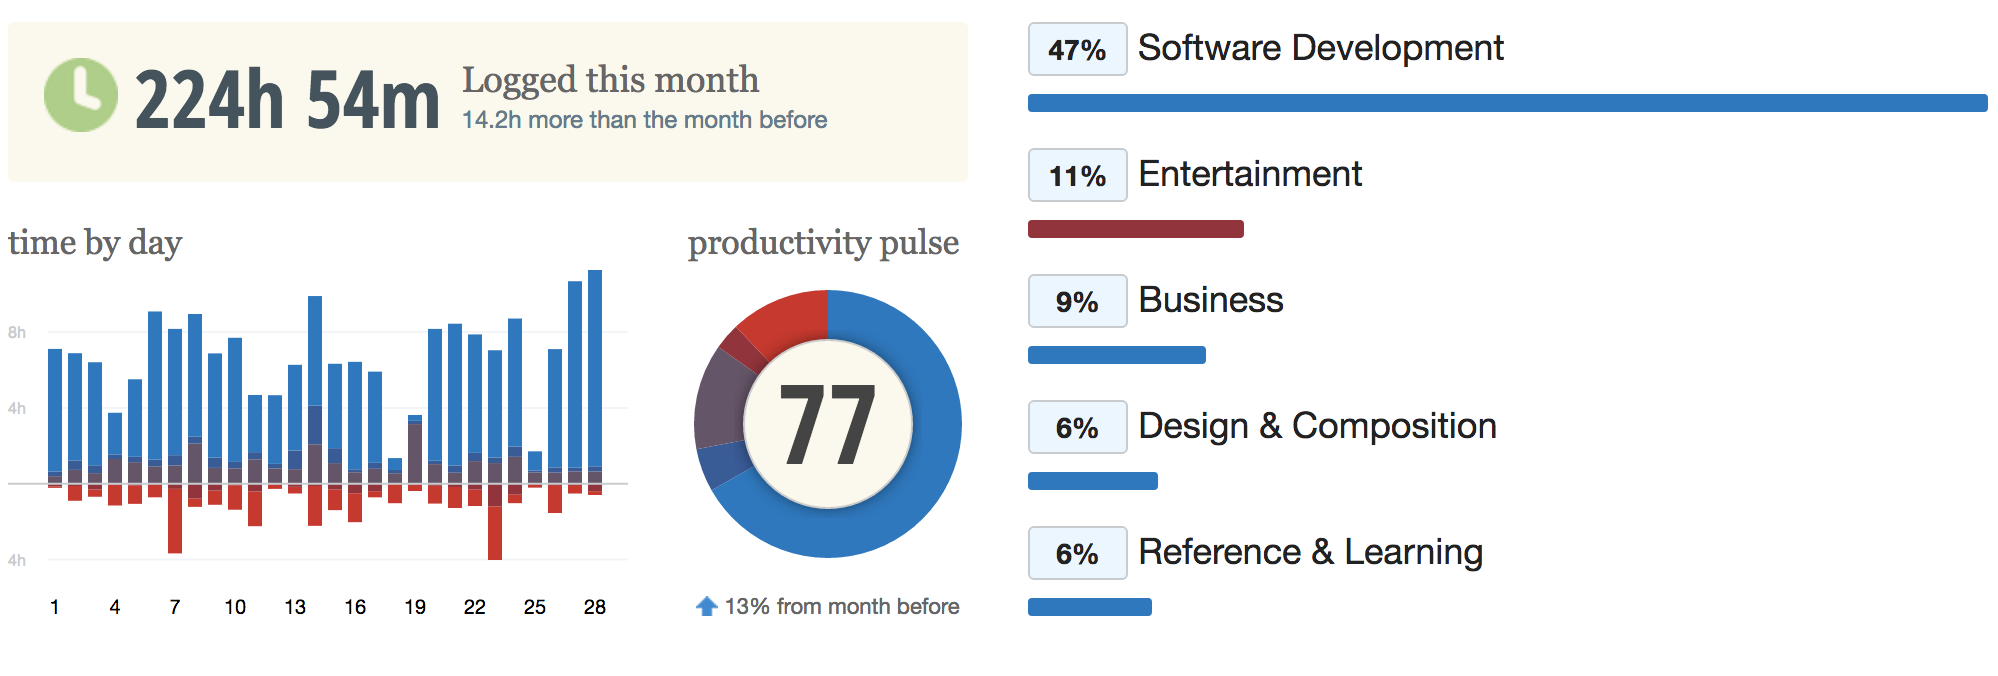 224h 54m
Logged this month
14.2h more than the month before
time by day
8h
4h
4h
1 4 7 10 13 16 19 22 25 28
productivity pulse
77
13% from month before
47% Software Development
11% Entertainment
9% Business
6% Design & Composition
6% Reference & Learning